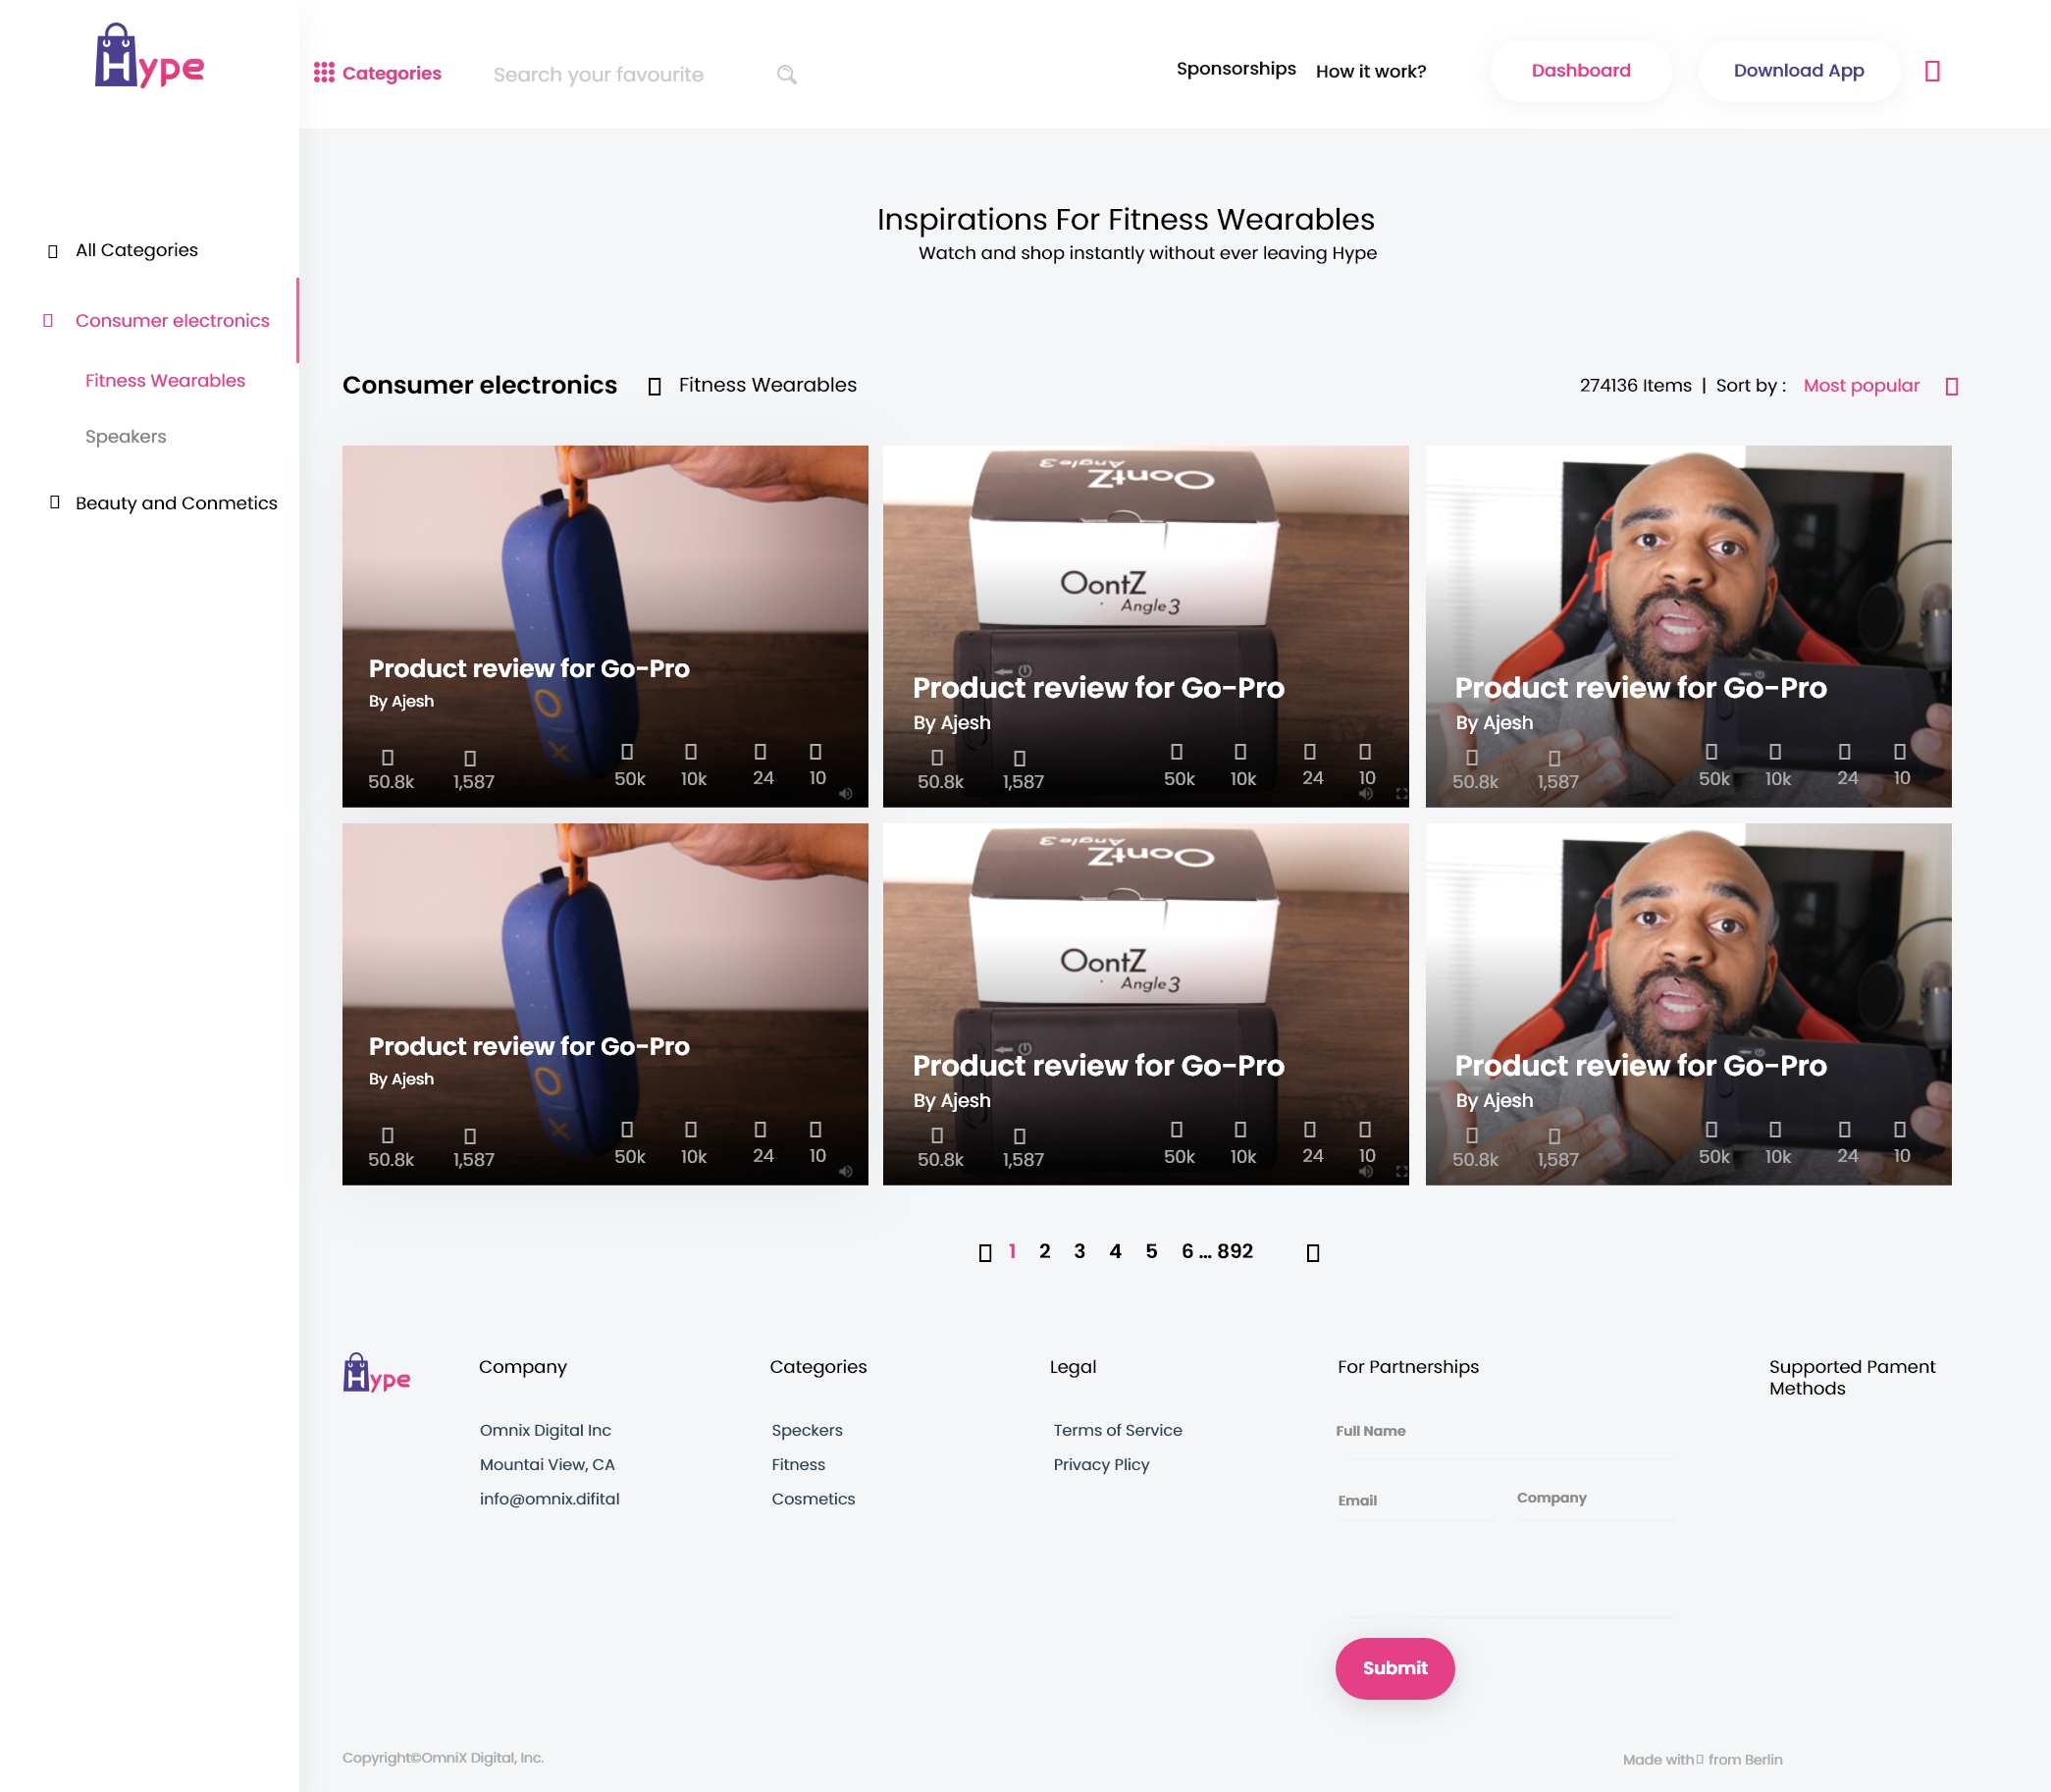 Hype
Categories
Search your favourite
Sponsorships
How it work?
Dashboard
Download App
All Categories
Consumer electronics
Fitness Wearables
Speakers
Beauty and Conmetics
Inspirations For Fitness Wearables
Watch and shop instantly without ever leaving Hype
Consumer electronics
Fitness Wearables
274136 Items | Sort by : Most popular
Product review for Go-Pro
By Ajesh
50.8k 1,587 50k 10k 24 10
OontZ
Angle 3
OontZ
Angle 3
Product review for Go-Pro
By Ajesh
50.8k 1,587 50k 10k 24 10
Product review for Go-Pro
By Ajesh
50.8k 1,587 50k 10k 24 10
Product review for Go-Pro
By Ajesh
50.8k 1,587 50k 10k 24 10
OontZ
Angle 3
OontZ
Angle 3
Product review for Go-Pro
By Ajesh
50.8k 1,587 50k 10k 24 10
Product review for Go-Pro
By Ajesh
50.8k 1,587 50k 10k 24 10
1 2 3 4 5 6 ... 892
Hype
Company
Omnix Digital Inc
Mountai View, CA
info@omnix.difital
Categories
Speckers
Fitness
Cosmetics
Legal
Terms of Service
Privacy Plicy
For Partnerships
Full Name
Email
Company
Submit
Supported Pament
Methods
Copyright©OmniX Digital, Inc.
Made with from Berlin